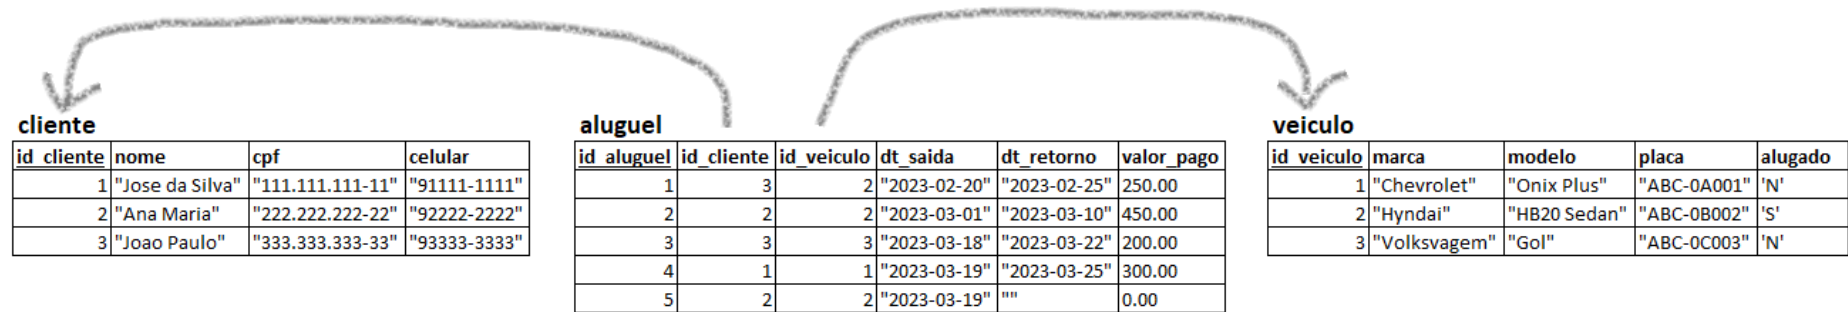 cliente
id_cliente nome cpf celular
1 "Jose da Silva" "111.111.111-11" "91111-1111"
2 "Ana Maria" "222.222.222-22" "92222-2222"
3 "Joao Paulo" "333.333.333-33" "93333-3333"
aluguel
id_aluguel id_cliente id_veiculo dt_saida dt_retorno valor_pago
1 3 2 "2023-02-20" "2023-02-25" 250.00
2 2 2 "2023-03-01" "2023-03-10" 450.00
3 3 3 "2023-03-18" "2023-03-22" 200.00
4 1 1 "2023-03-19" "2023-03-25" 300.00
5 2 2 "2023-03-19" "" 0.00
veiculo
id_veiculo marca modelo placa alugado
1 "Chevrolet" "Onix Plus" "ABC-0A001" 'N'
2 "Hyndai" "HB20 Sedan" "ABC-0B002" 'S'
3 "Volksvagem" "Gol" "ABC-0C003" 'N'